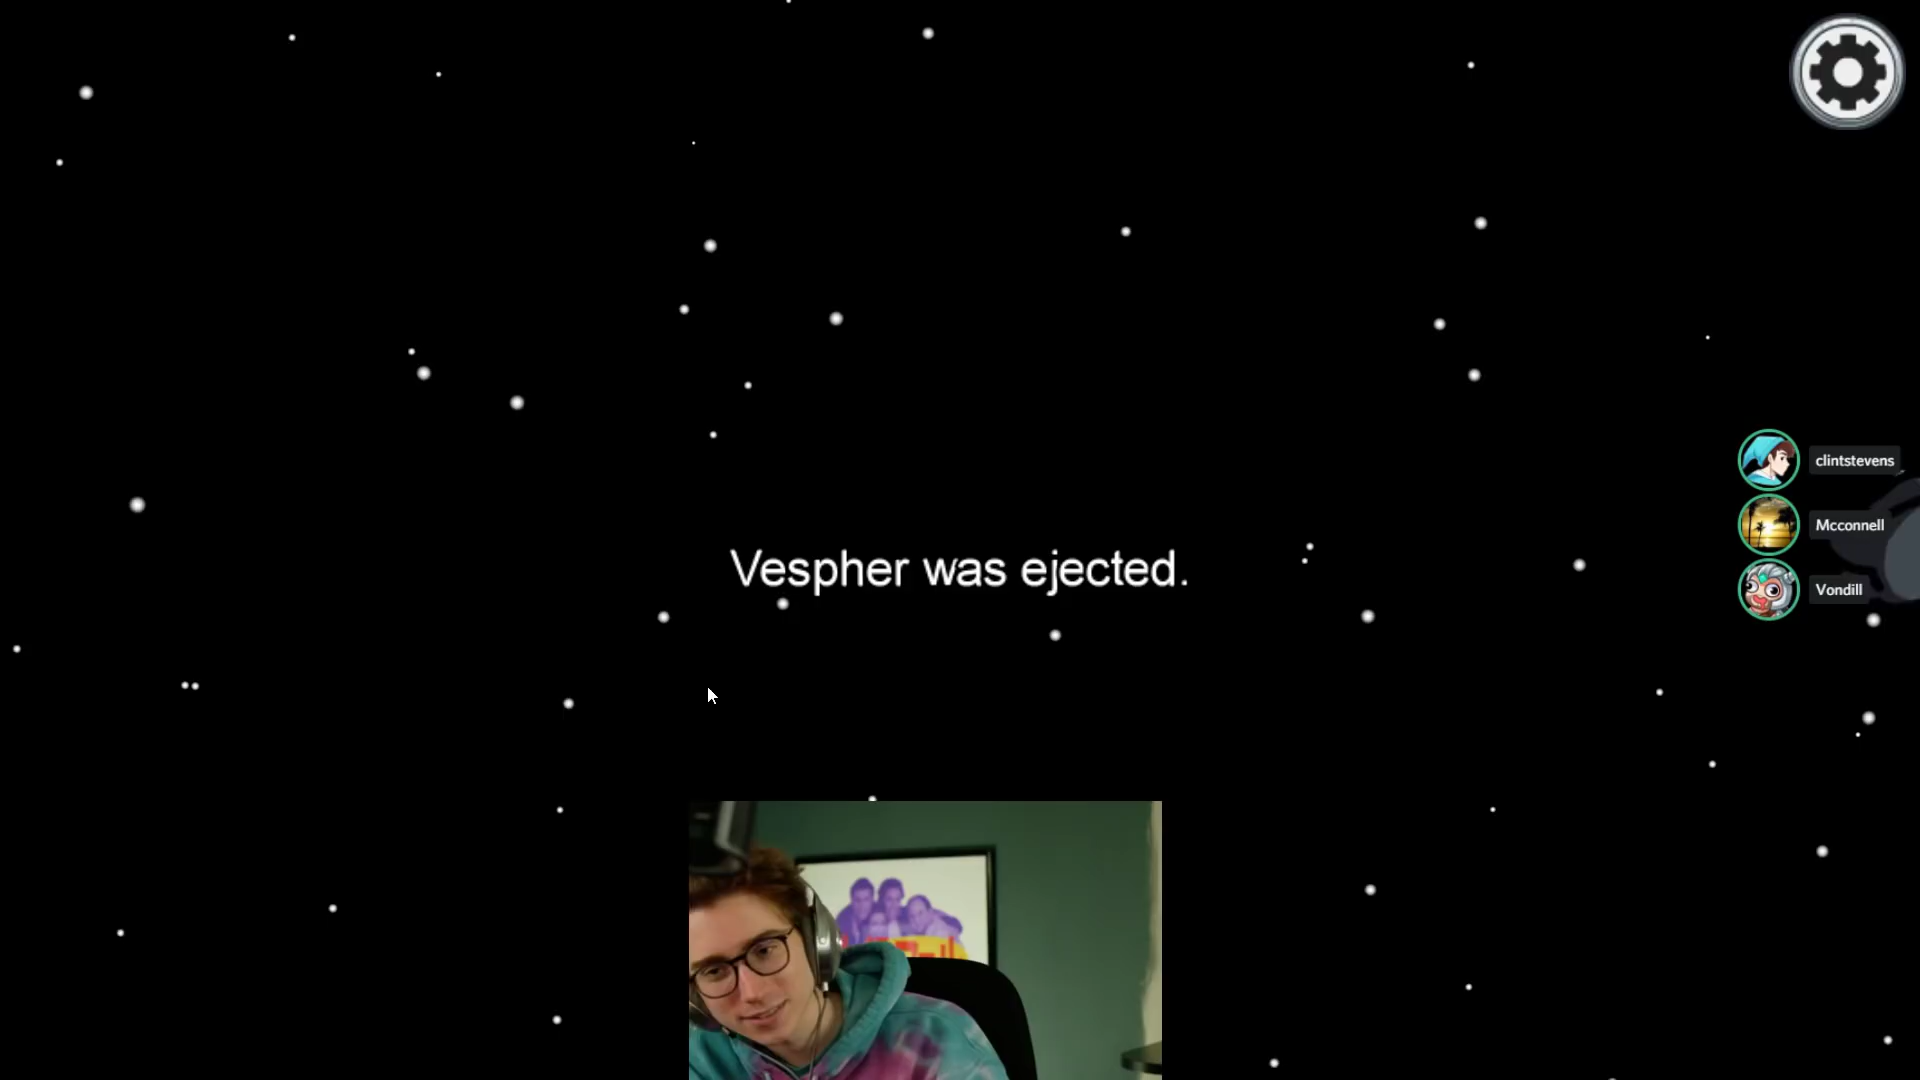 clintstevens
Mcconnell
Vespher was ejected.
Vondill